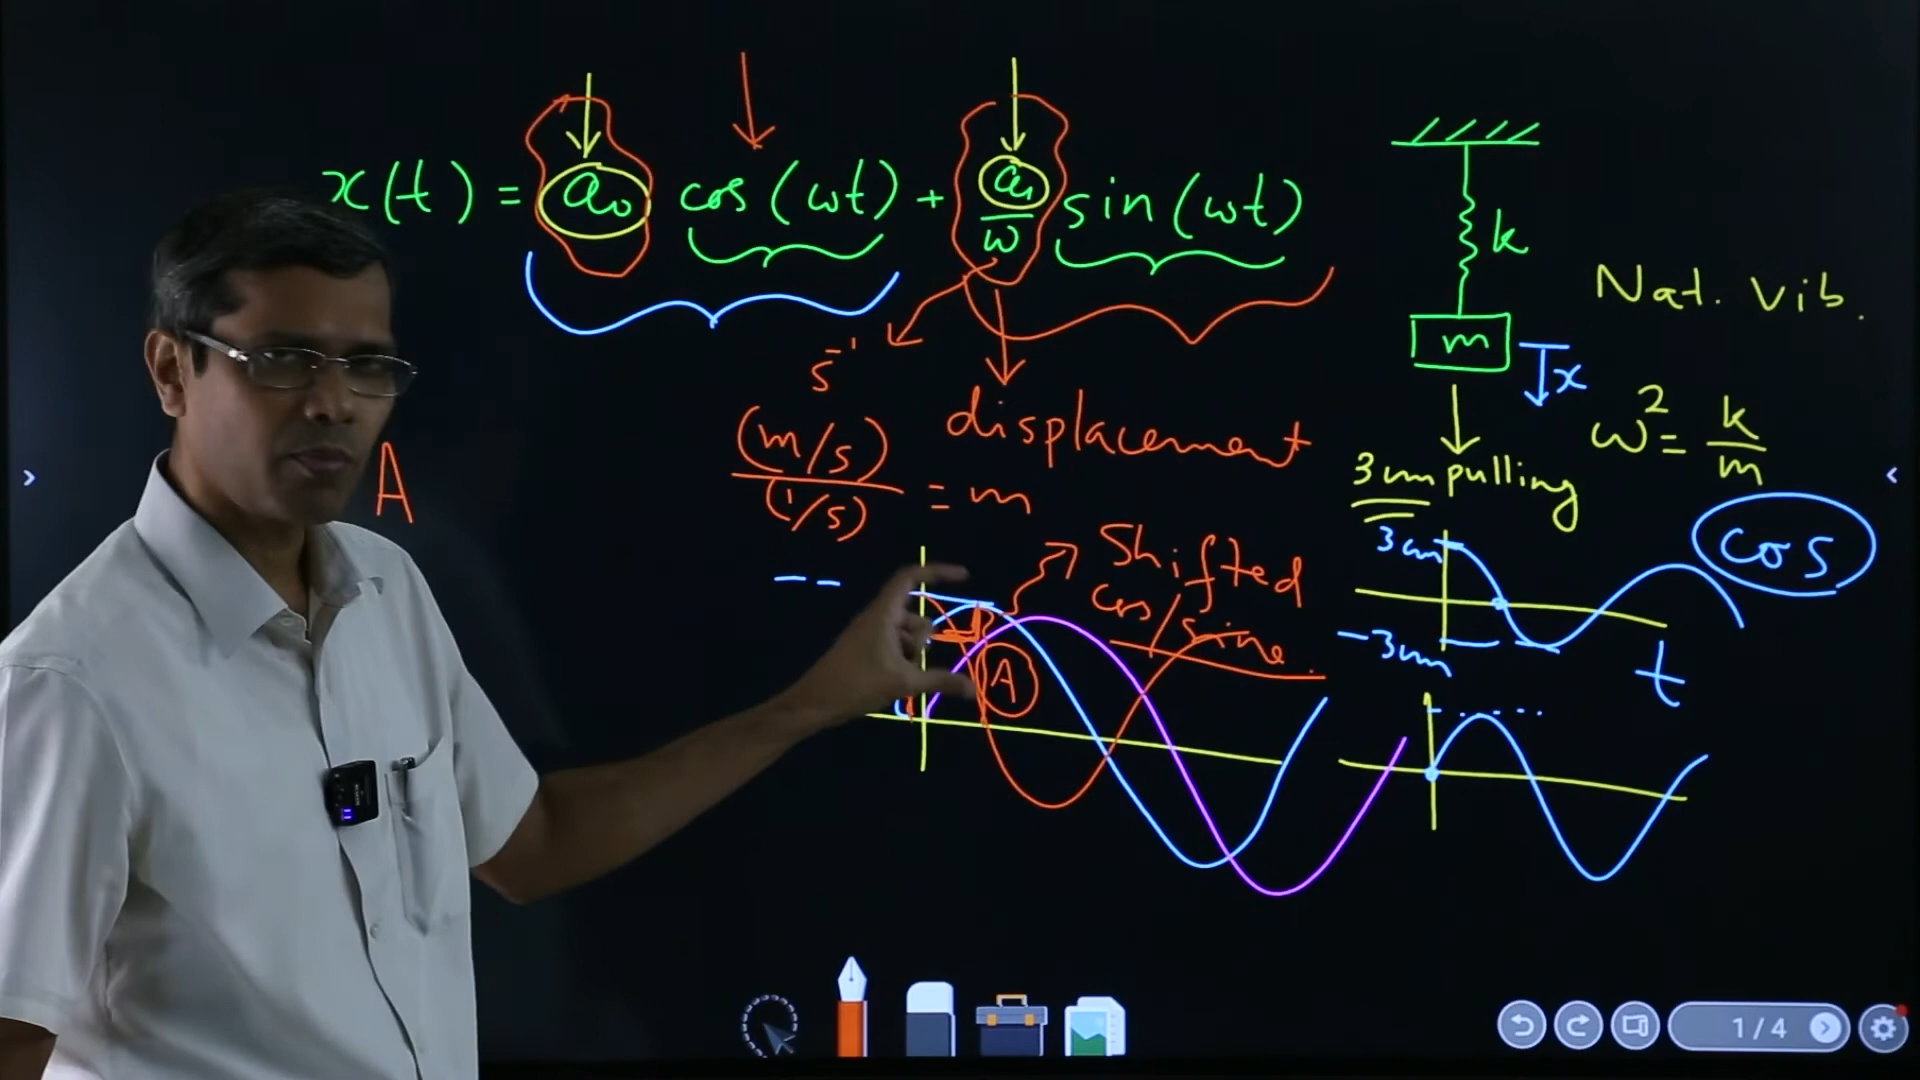 x(t) = a₀ cos(ωt) + a₁/ω sin(ωt)
k
Nat. Vib.
m
x
s⁻¹
ω² = k/m
displacement
(m/s)/(1/s) = m
A
3 cm pulling
Shifted
cos/sine.
3 cm
cos
-3 cm
t
A
1/4